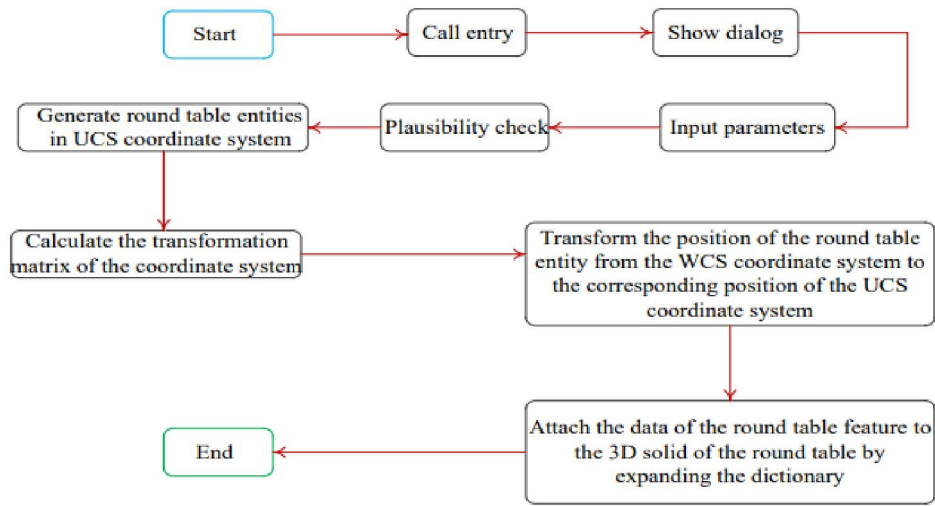 Start
Call entry
Show dialog
Input parameters
Plausibility check
Generate round table entities
in UCS coordinate system
Calculate the transformation
matrix of the coordinate system
Transform the position of the round table
entity from the WCS coordinate system to
the corresponding position of the UCS
coordinate system
Attach the data of the round table feature to
the 3D solid of the round table by
expanding the dictionary
End